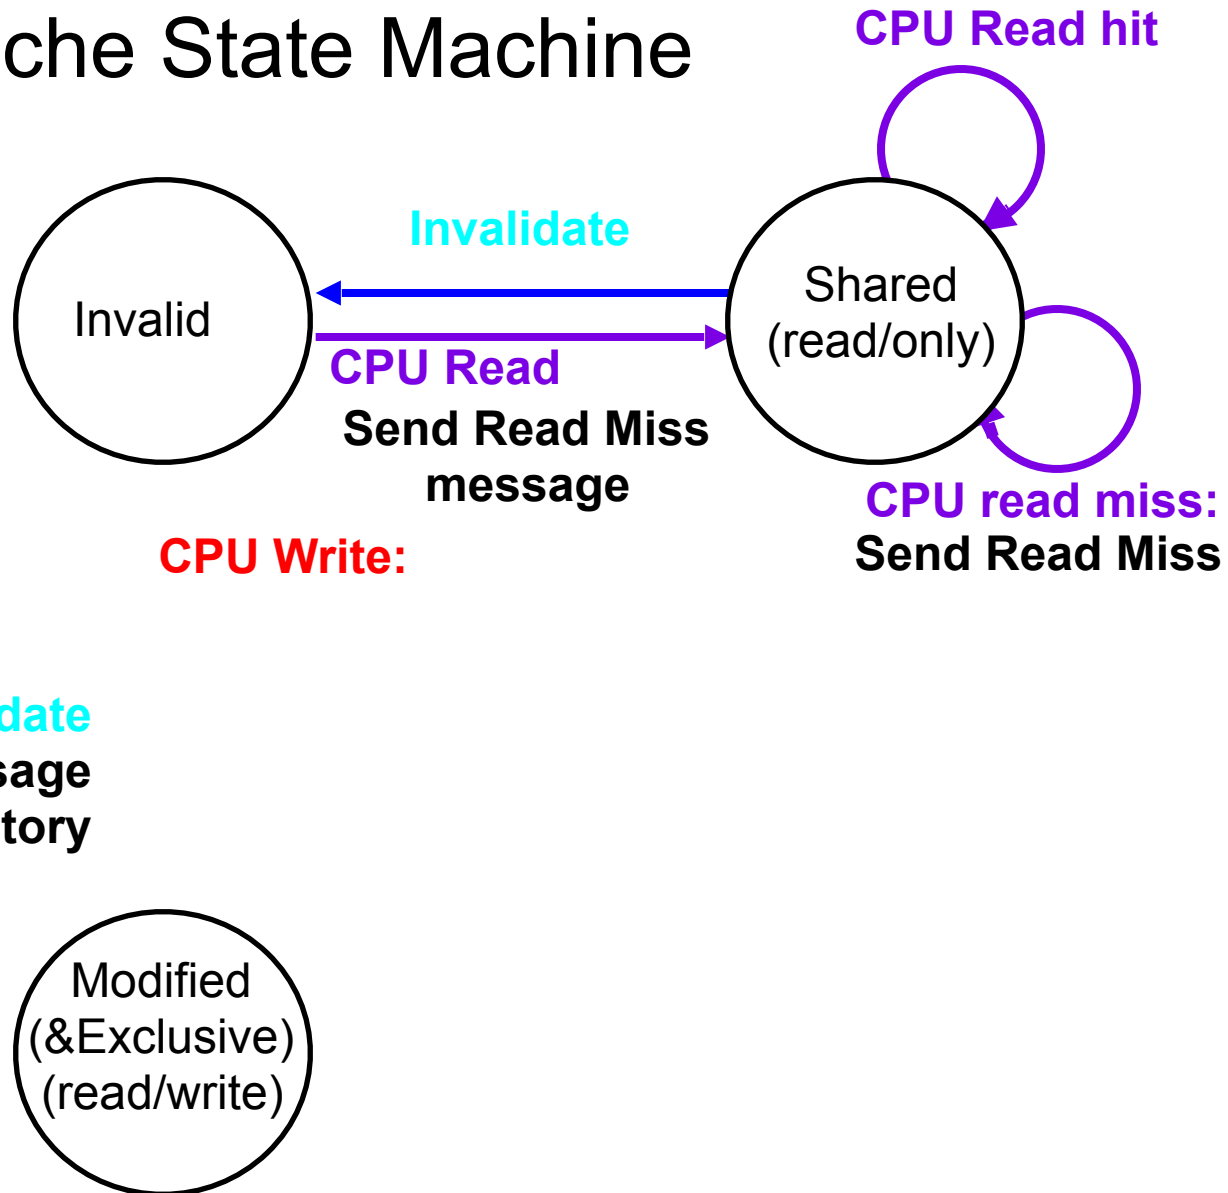 che State Machine
CPU Read hit
Invalidate
Invalid
Shared
(read/only)
CPU Read
Send Read Miss
message
CPU read miss:
Send Read Miss
CPU Write:
date
sage
tory
Modified
(&Exclusive)
(read/write)